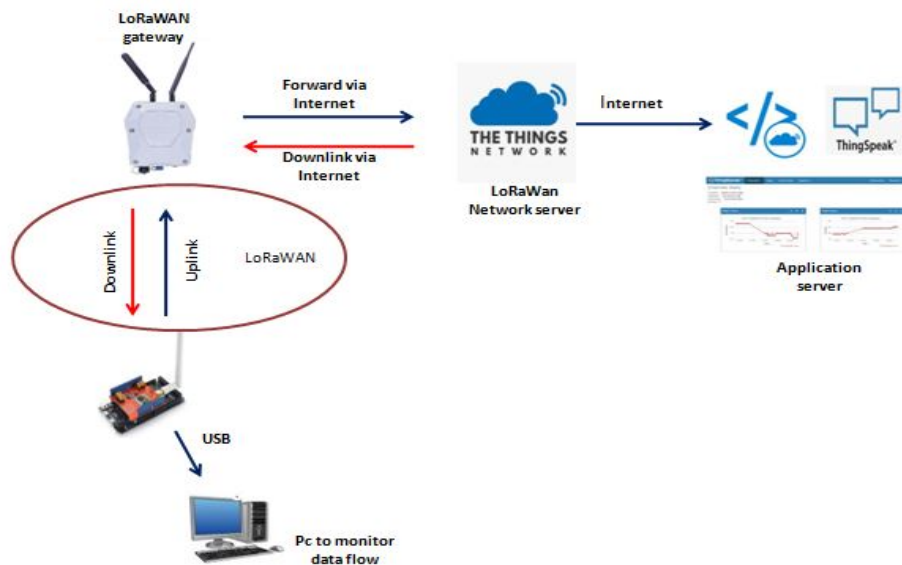 LoRaWAN
gateway
Forward via
Internet
Downlink via
Internet
THE THINGS
NETWORK
LoRaWan
Network server
Internet
ThingSpeak
Application
server
Downlink
Uplink
LoRaWAN
USB
Pc to monitor
data flow